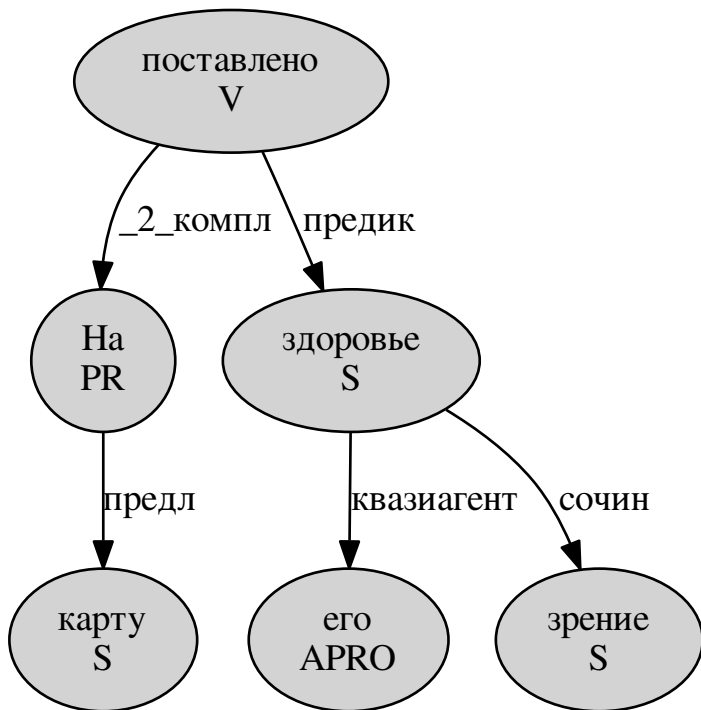 поставлено
V
_2_компл
предик
На
PR
здоровье
S
предл
квазиагент
сочин
карту
S
его
APRO
зрение
S